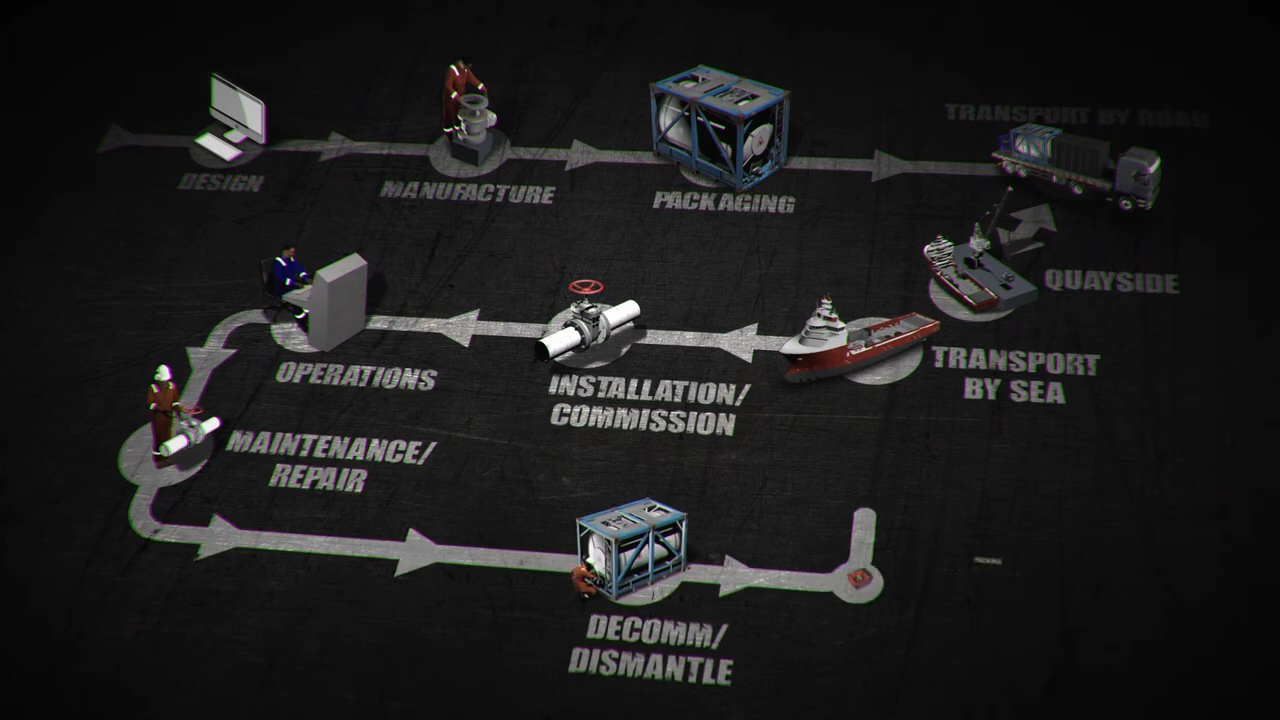 DESIGN
MANUFACTURE
PACKAGING
TRANSPORT BY ROAD
QUAYSIDE
TRANSPORT
BY SEA
INSTALLATION/
COMMISSION
OPERATIONS
MAINTENANCE/
REPAIR
DECOMM/
DISMANTLE